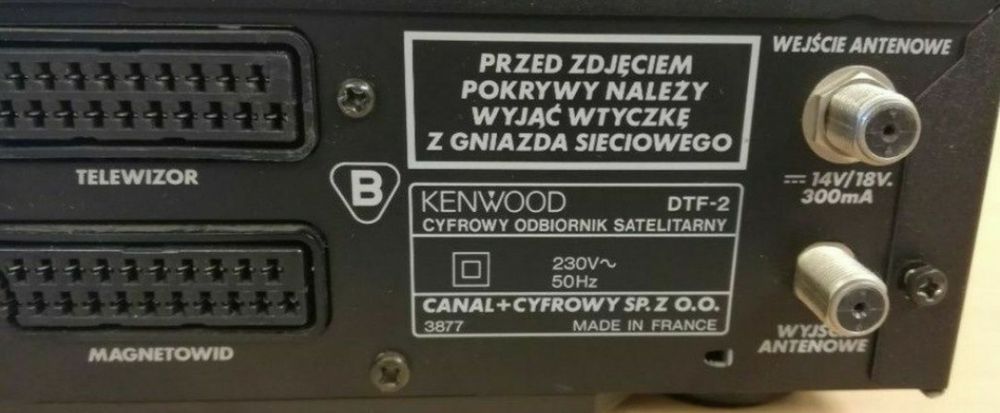 TELEWIZOR
MAGNETOWID
PRZED ZDJĘCIEM
POKRYWY NALEŻY
WYJĄĆ WTYCZKĘ
Z GNIAZDA SIECIOWEGO
B
KENWOOD DTF-2
CYFROWY ODBIORNIK SATELITARNY
230V~
50Hz
CANAL+CYFROWY SP. Z O.O.
3877 MADE IN FRANCE
WEJŚCIE ANTENOWE
14V/18V.
300mA
ANTENOWE